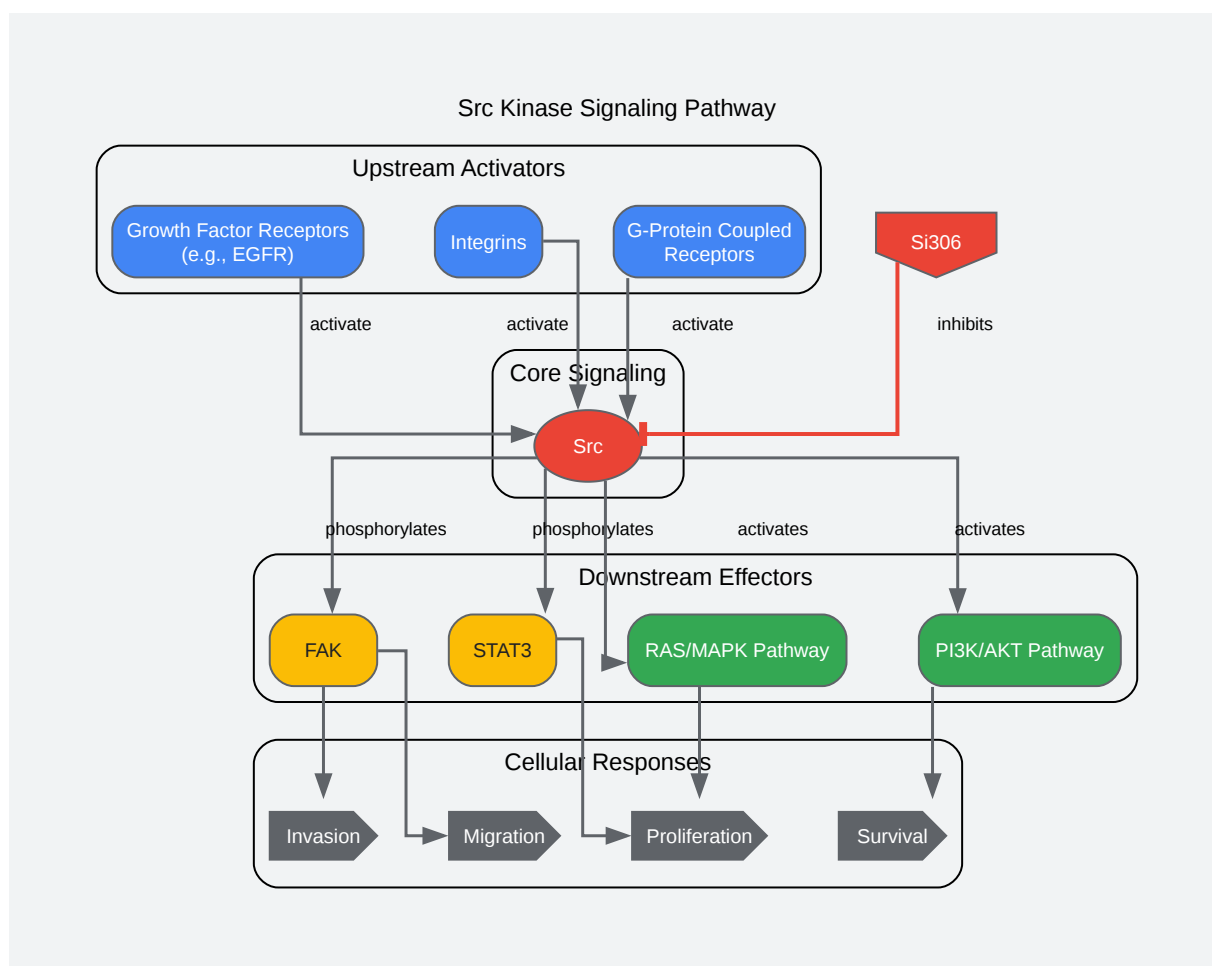 Src Kinase Signaling Pathway
Upstream Activators
Growth Factor Receptors
(e.g., EGFR)
Integrins
G-Protein Coupled
Receptors
Si306
activate
activate
activate
inhibits
Core Signaling
Src
phosphorylates
phosphorylates
activates
activates
Downstream Effectors
FAK
STAT3
RAS/MAPK Pathway
PI3K/AKT Pathway
Cellular Responses
Invasion
Migration
Proliferation
Survival